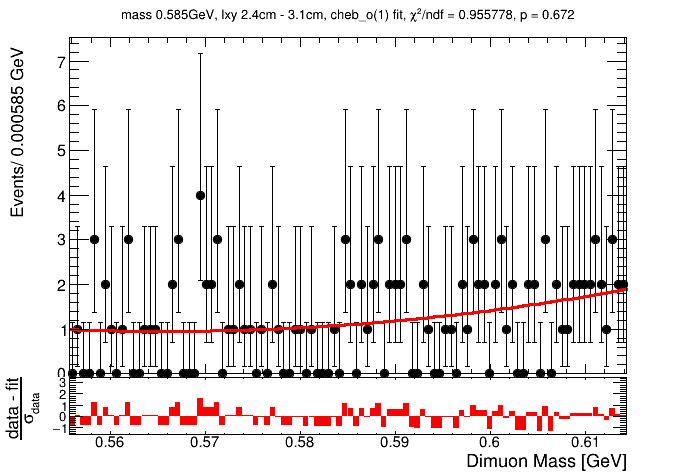 mass 0.585GeV, lxy 2.4cm - 3.1cm, cheb_o(1) fit, χ²/ndf = 0.955778, p = 0.672
Events/ 0.000585 GeV
7
6
5
4
3
2
1
0
data - fit
σdata
3
2
1
0
−1
0.56 0.57 0.58 0.59 0.6 0.61
Dimuon Mass [GeV]